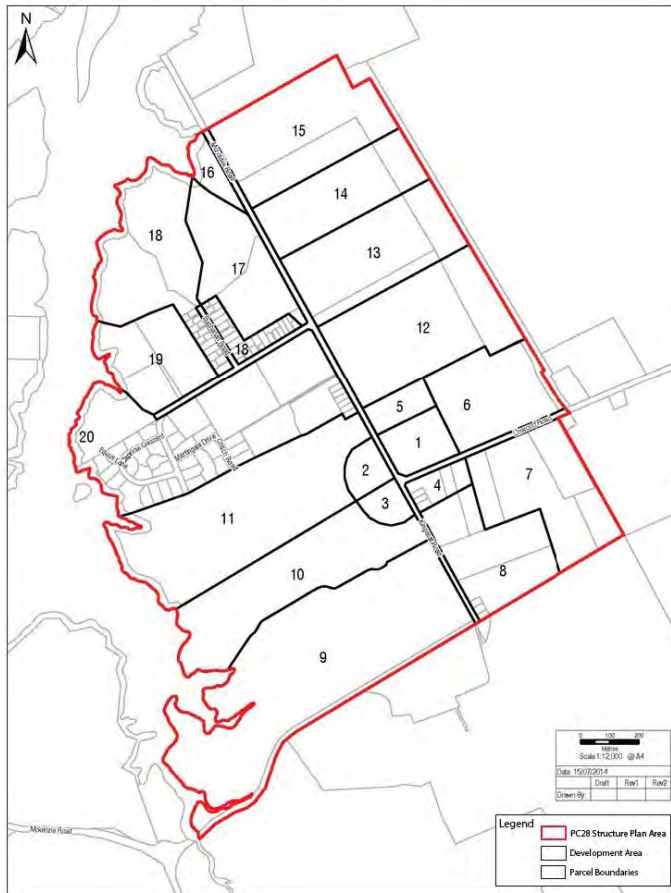 N
15
16
14
18
17
13
12
18
19
5
6
1
20
2
4
7
3
11
10
8
9
Martingale Drive
Mckenzie Road
0 100 200
Metres
Scale 1:12,000 @ A4
Date 15/07/2014
Draft Rev1 Rev2
Drawn By:
Legend
PC28 Structure Plan Area
Development Area
Parcel Boundaries